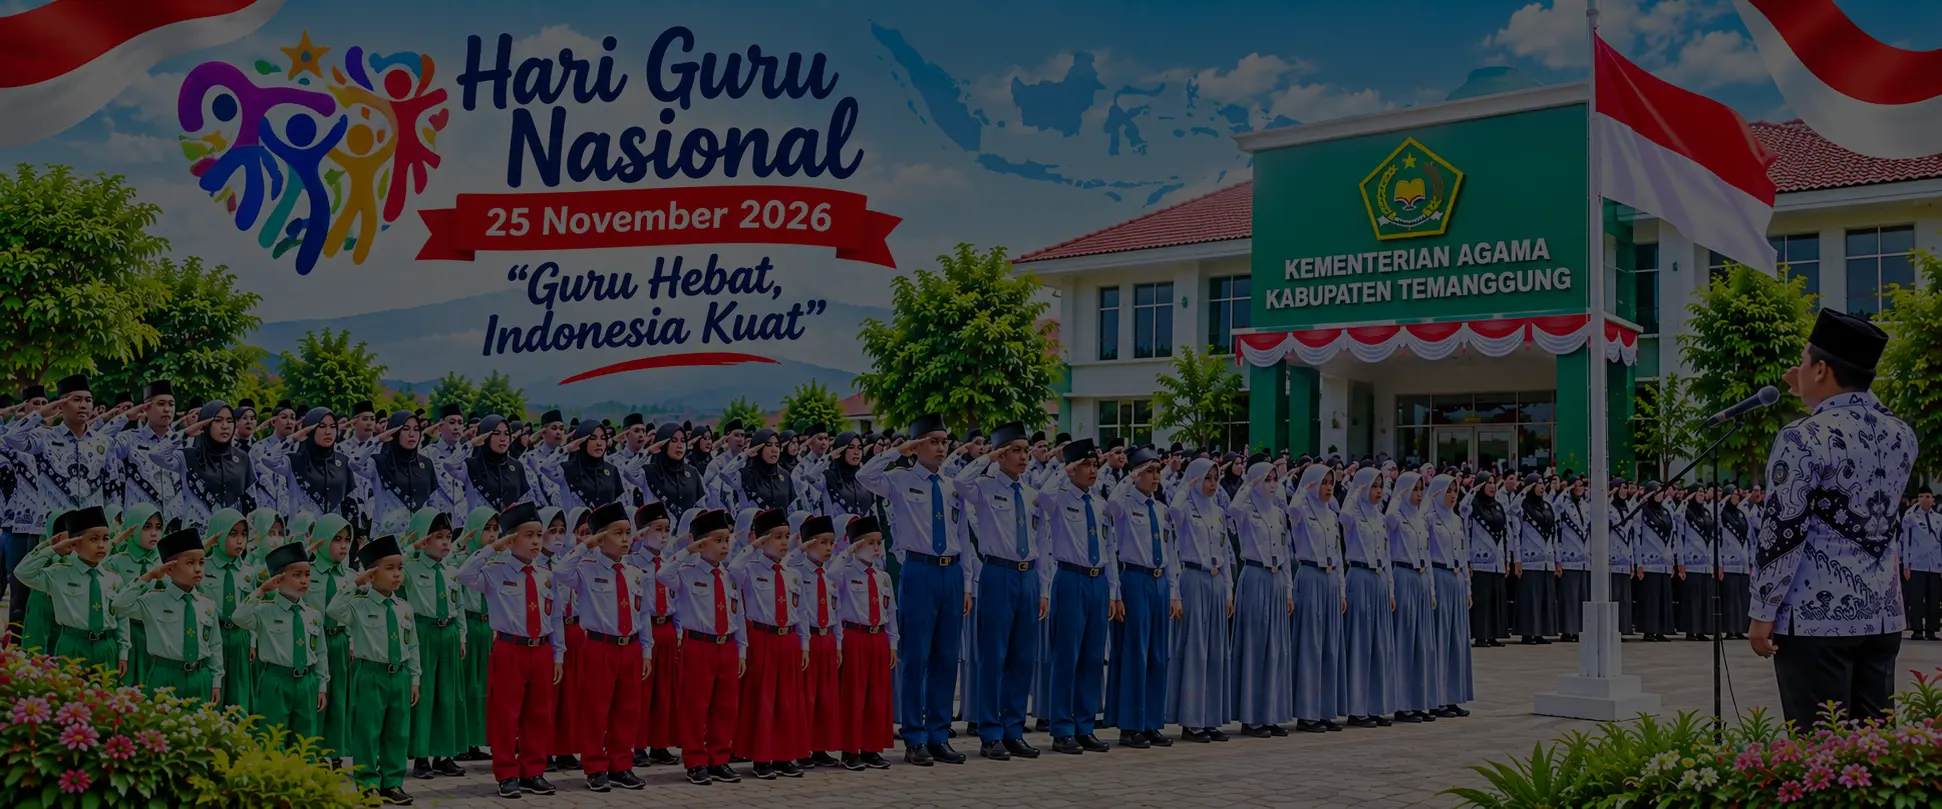 Hari Guru
Nasional
25 November 2026
“Guru Hebat,
Indonesia Kuat”
KEMENTERIAN AGAMA
KABUPATEN TEMANGGUNG